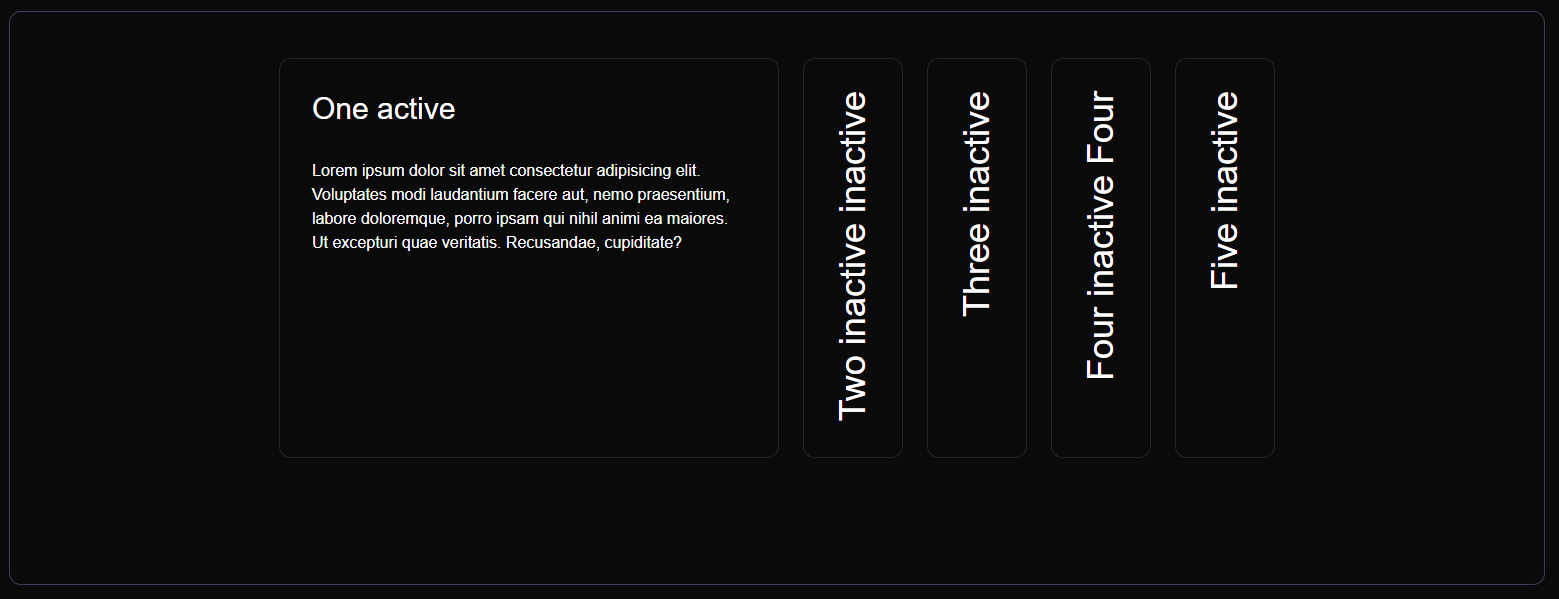 One active
Lorem ipsum dolor sit amet consectetur adipisicing elit.
Voluptates modi laudantium facere aut, nemo praesentium,
labore doloremque, porro ipsam qui nihil animi ea maiores.
Ut excepturi quae veritatis. Recusandae, cupiditate?
Two inactive inactive
Three inactive
Four inactive Four
Five inactive